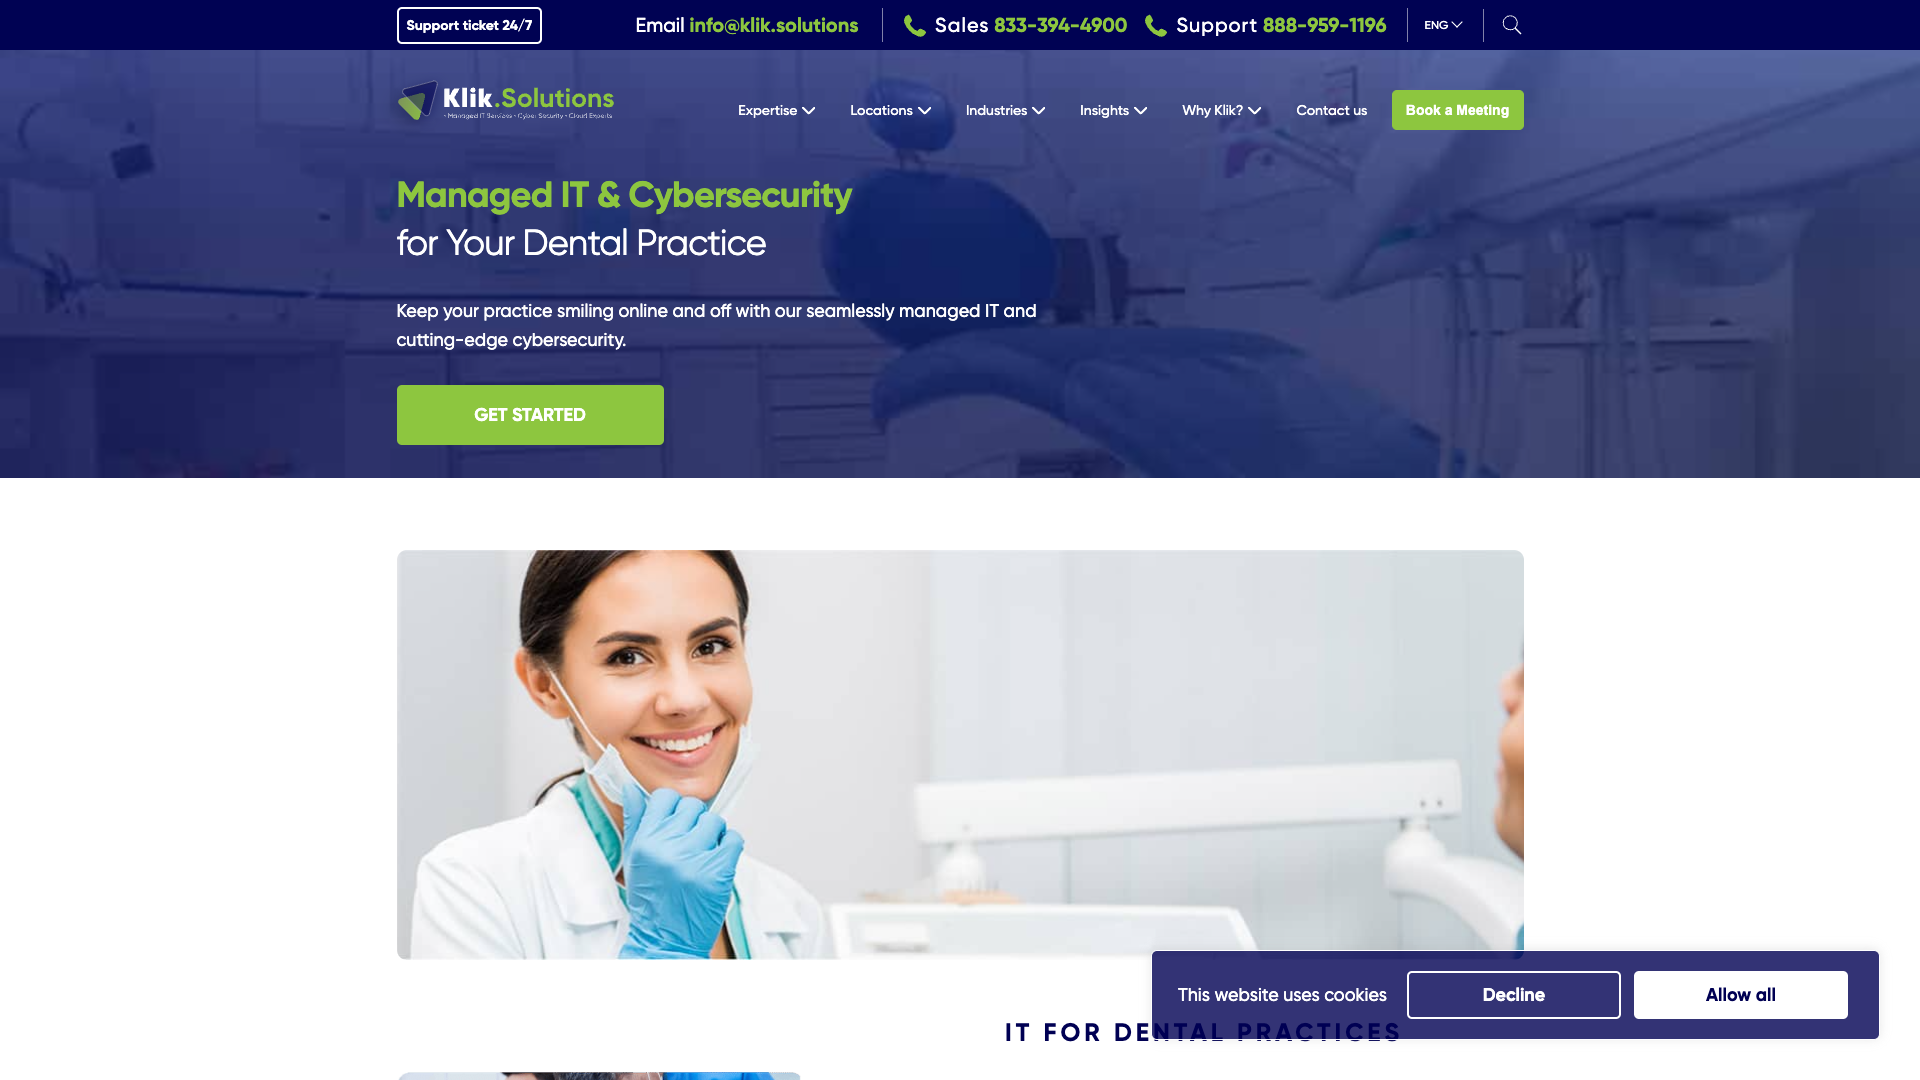 Support ticket 24/7
Email info@klik.solutions
Sales 833-394-4900
Support 888-959-1196
ENG
Klik.Solutions
• Managed IT Services • Cyber Security • Cloud Experts
Expertise
Locations
Industries
Insights
Why Klik?
Contact us
Book a Meeting
Managed IT & Cybersecurity
for Your Dental Practice
Keep your practice smiling online and off with our seamlessly managed IT and
cutting-edge cybersecurity.
GET STARTED
This website uses cookies
Decline
Allow all
IT FOR DENTAL PRACTICES